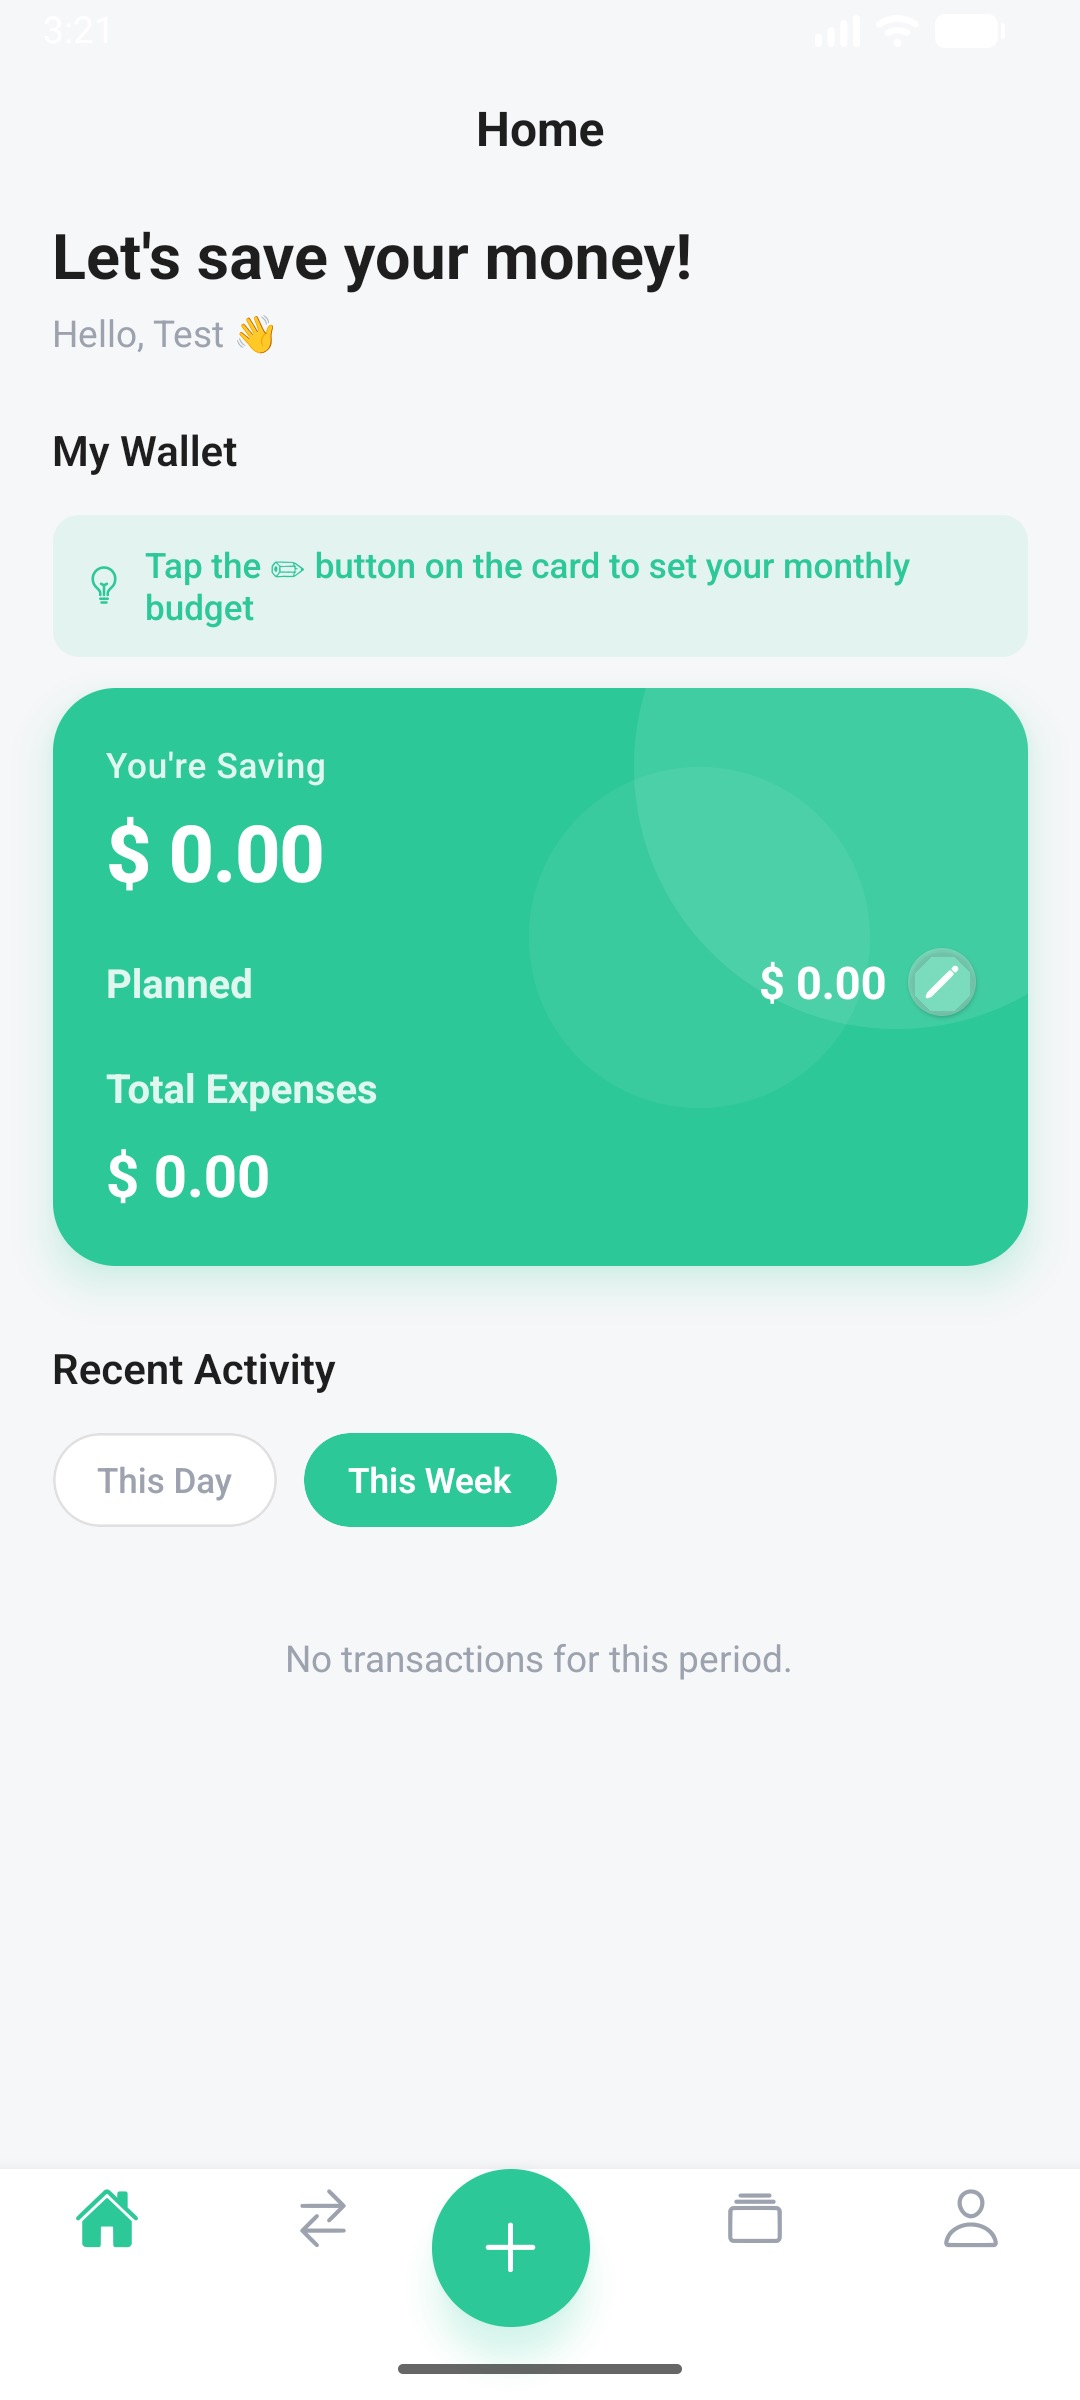 3:21
Home
Let's save your money!
Hello, Test 👋
My Wallet
Tap the ✏ button on the card to set your monthly
budget
You're Saving
$ 0.00
Planned
$ 0.00
Total Expenses
$ 0.00
Recent Activity
This Day
This Week
No transactions for this period.